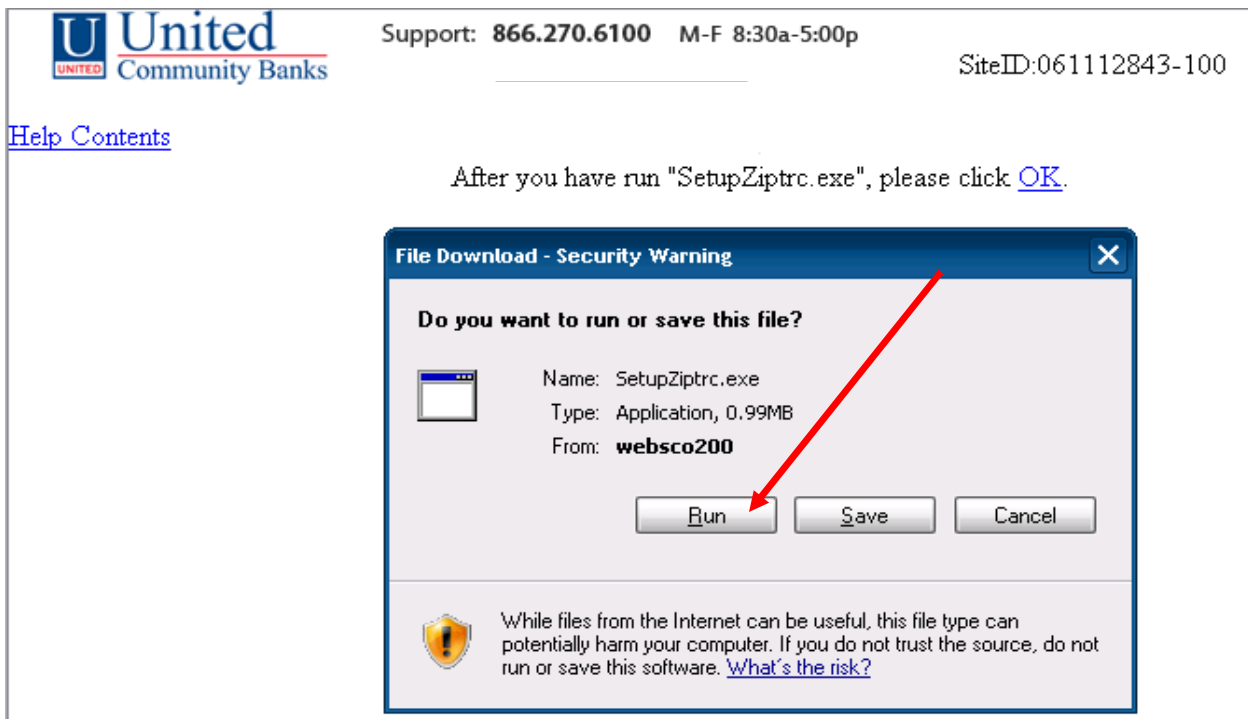 U United
UNITED Community Banks
Support: 866.270.6100 M-F 8:30a-5:00p
SiteID:061112843-100
Help Contents
After you have run "SetupZiptrc.exe", please click OK.
File Download - Security Warning
Do you want to run or save this file?
Name: SetupZiptrc.exe
Type: Application, 0.99MB
From: websco200
Run Save Cancel
While files from the Internet can be useful, this file type can
potentially harm your computer. If you do not trust the source, do not
run or save this software. What's the risk?